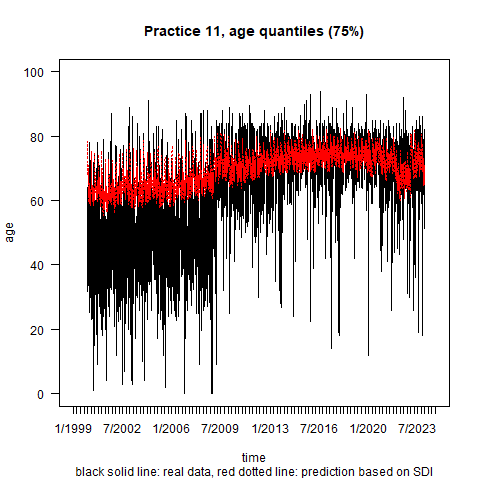 Practice 11, age quantiles (75%)
100
80
60
40
20
0
age
1/1999 7/2002 1/2006 7/2009 1/2013 7/2016 1/2020 7/2023
time
black solid line: real data, red dotted line: prediction based on SDI